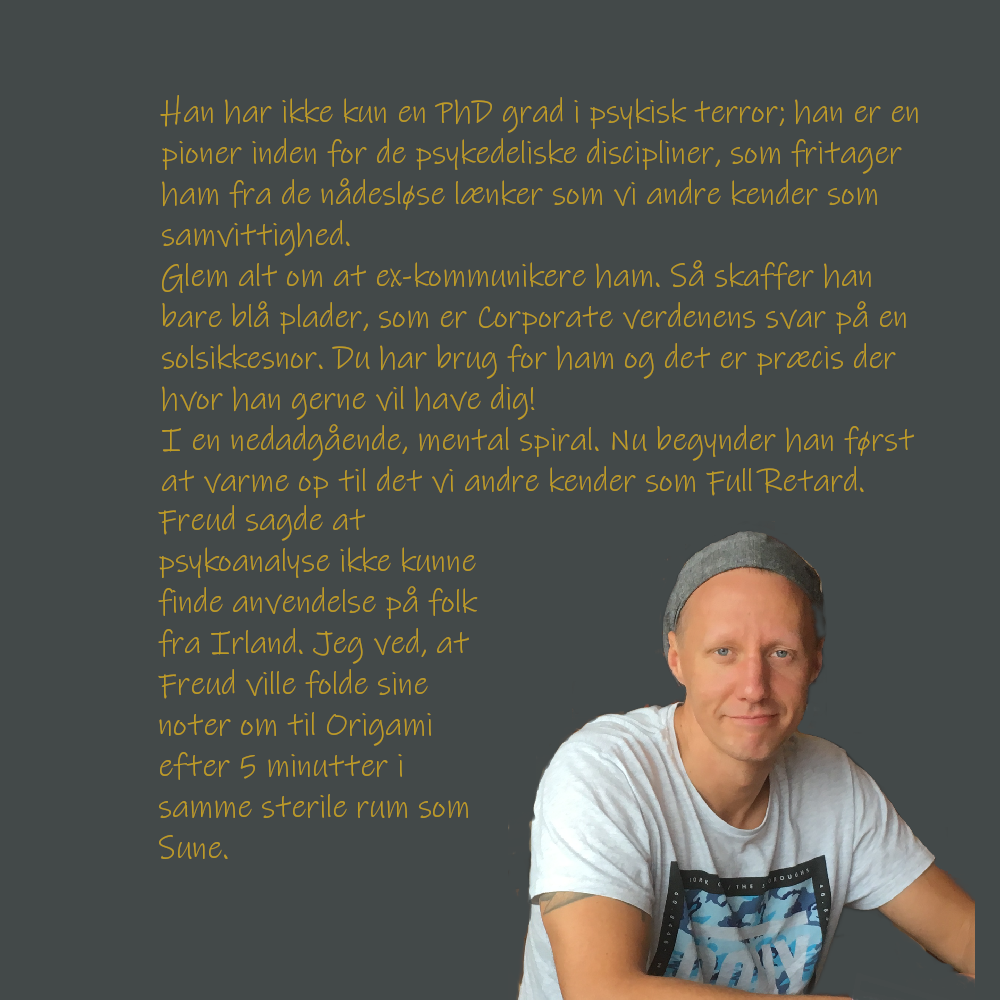 Han har ikke kun en PhD grad i psykisk terror; han er en
pioner inden for de psykedeliske discipliner, som fritager
ham fra de nådesløse lænker som vi andre kender som
samvittighed.
Glem alt om at ex-kommunikere ham. Så skaffer han
bare blå plader, som er Corporate verdenens svar på en
solsikkesnor. Du har brug for ham og det er præcis der
hvor han gerne vil have dig!
I en nedadgående, mental spiral. Nu begynder han først
at varme op til det vi andre kender som Full Retard.
Freud sagde at
psykoanalyse ikke kunne
finde anvendelse på folk
fra Irland. Jeg ved, at
Freud ville folde sine
noter om til Origami
efter 5 minutter i
samme sterile rum som
Sune.
THE